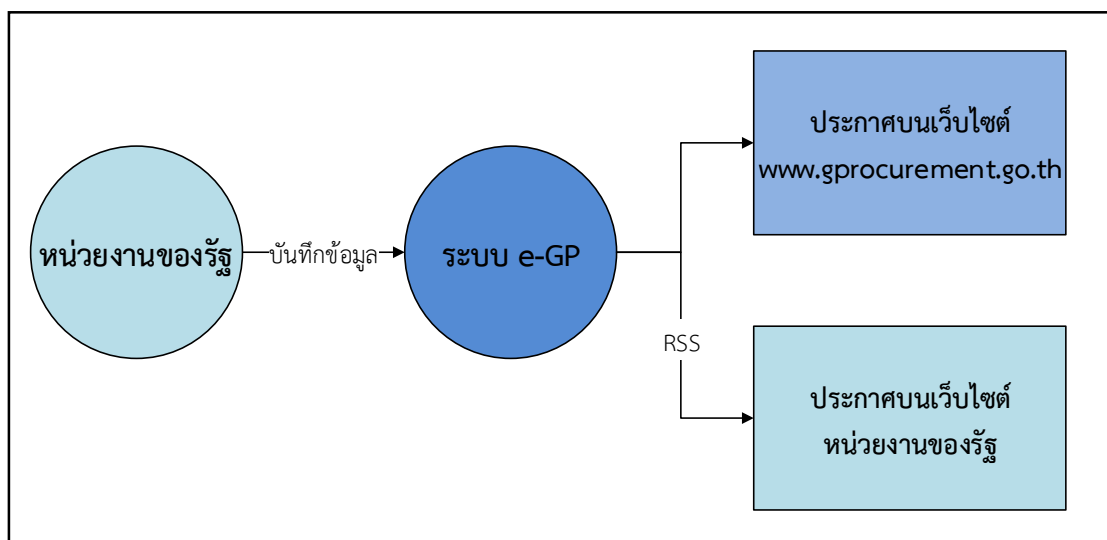 หน่วยงานของรัฐ
บันทึกข้อมูล
ระบบ e-GP
ประกาศบนเว็บไซต์
www.gprocurement.go.th
RSS
ประกาศบนเว็บไซต์
หน่วยงานของรัฐ